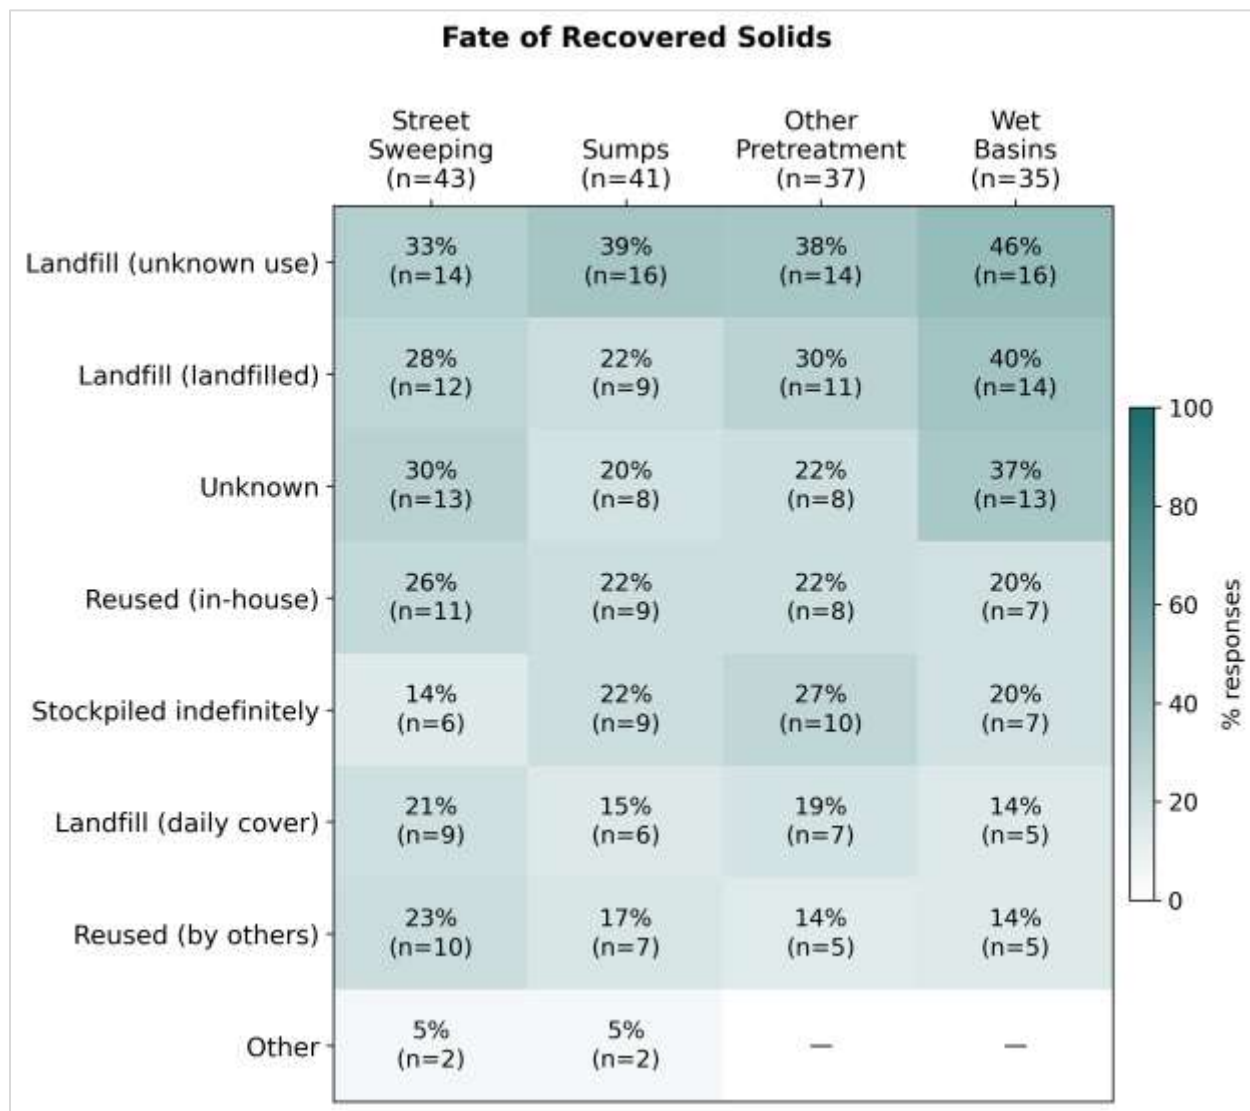 Fate of Recovered Solids
Street
Sweeping
(n=43)
Sumps
(n=41)
Other
Pretreatment
(n=37)
Wet
Basins
(n=35)
Landfill (unknown use)
33%
(n=14)
39%
(n=16)
38%
(n=14)
46%
(n=16)
Landfill (landfilled)
28%
(n=12)
22%
(n=9)
30%
(n=11)
40%
(n=14)
Unknown
30%
(n=13)
20%
(n=8)
22%
(n=8)
37%
(n=13)
Reused (in-house)
26%
(n=11)
22%
(n=9)
22%
(n=8)
20%
(n=7)
Stockpiled indefinitely
14%
(n=6)
22%
(n=9)
27%
(n=10)
20%
(n=7)
Landfill (daily cover)
21%
(n=9)
15%
(n=6)
19%
(n=7)
14%
(n=5)
Reused (by others)
23%
(n=10)
17%
(n=7)
14%
(n=5)
14%
(n=5)
Other
5%
(n=2)
5%
(n=2)
—
—
100
80
60
40
20
0
% responses